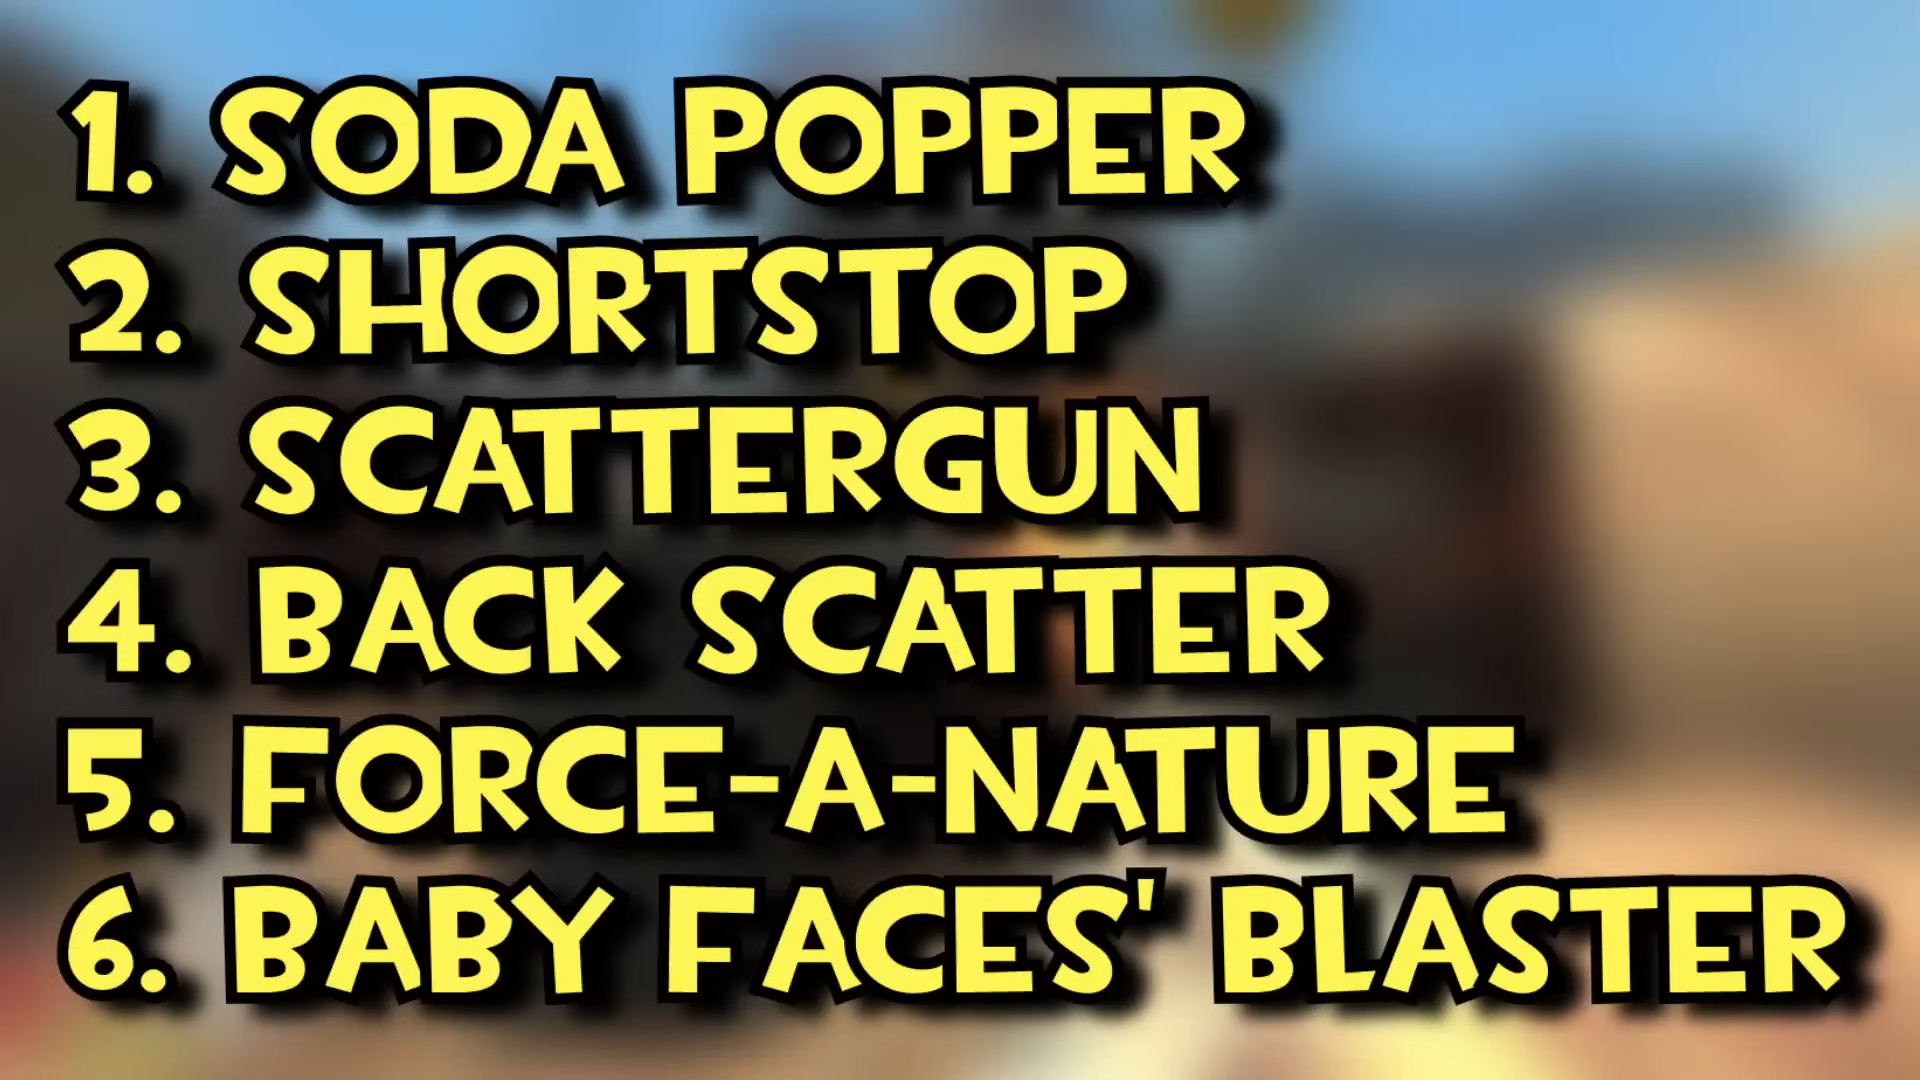 1. SODA POPPER
2. SHORTSTOP
3. SCATTERGUN
4. BACK SCATTER
5. FORCE-A-NATURE
6. BABY FACES' BLASTER